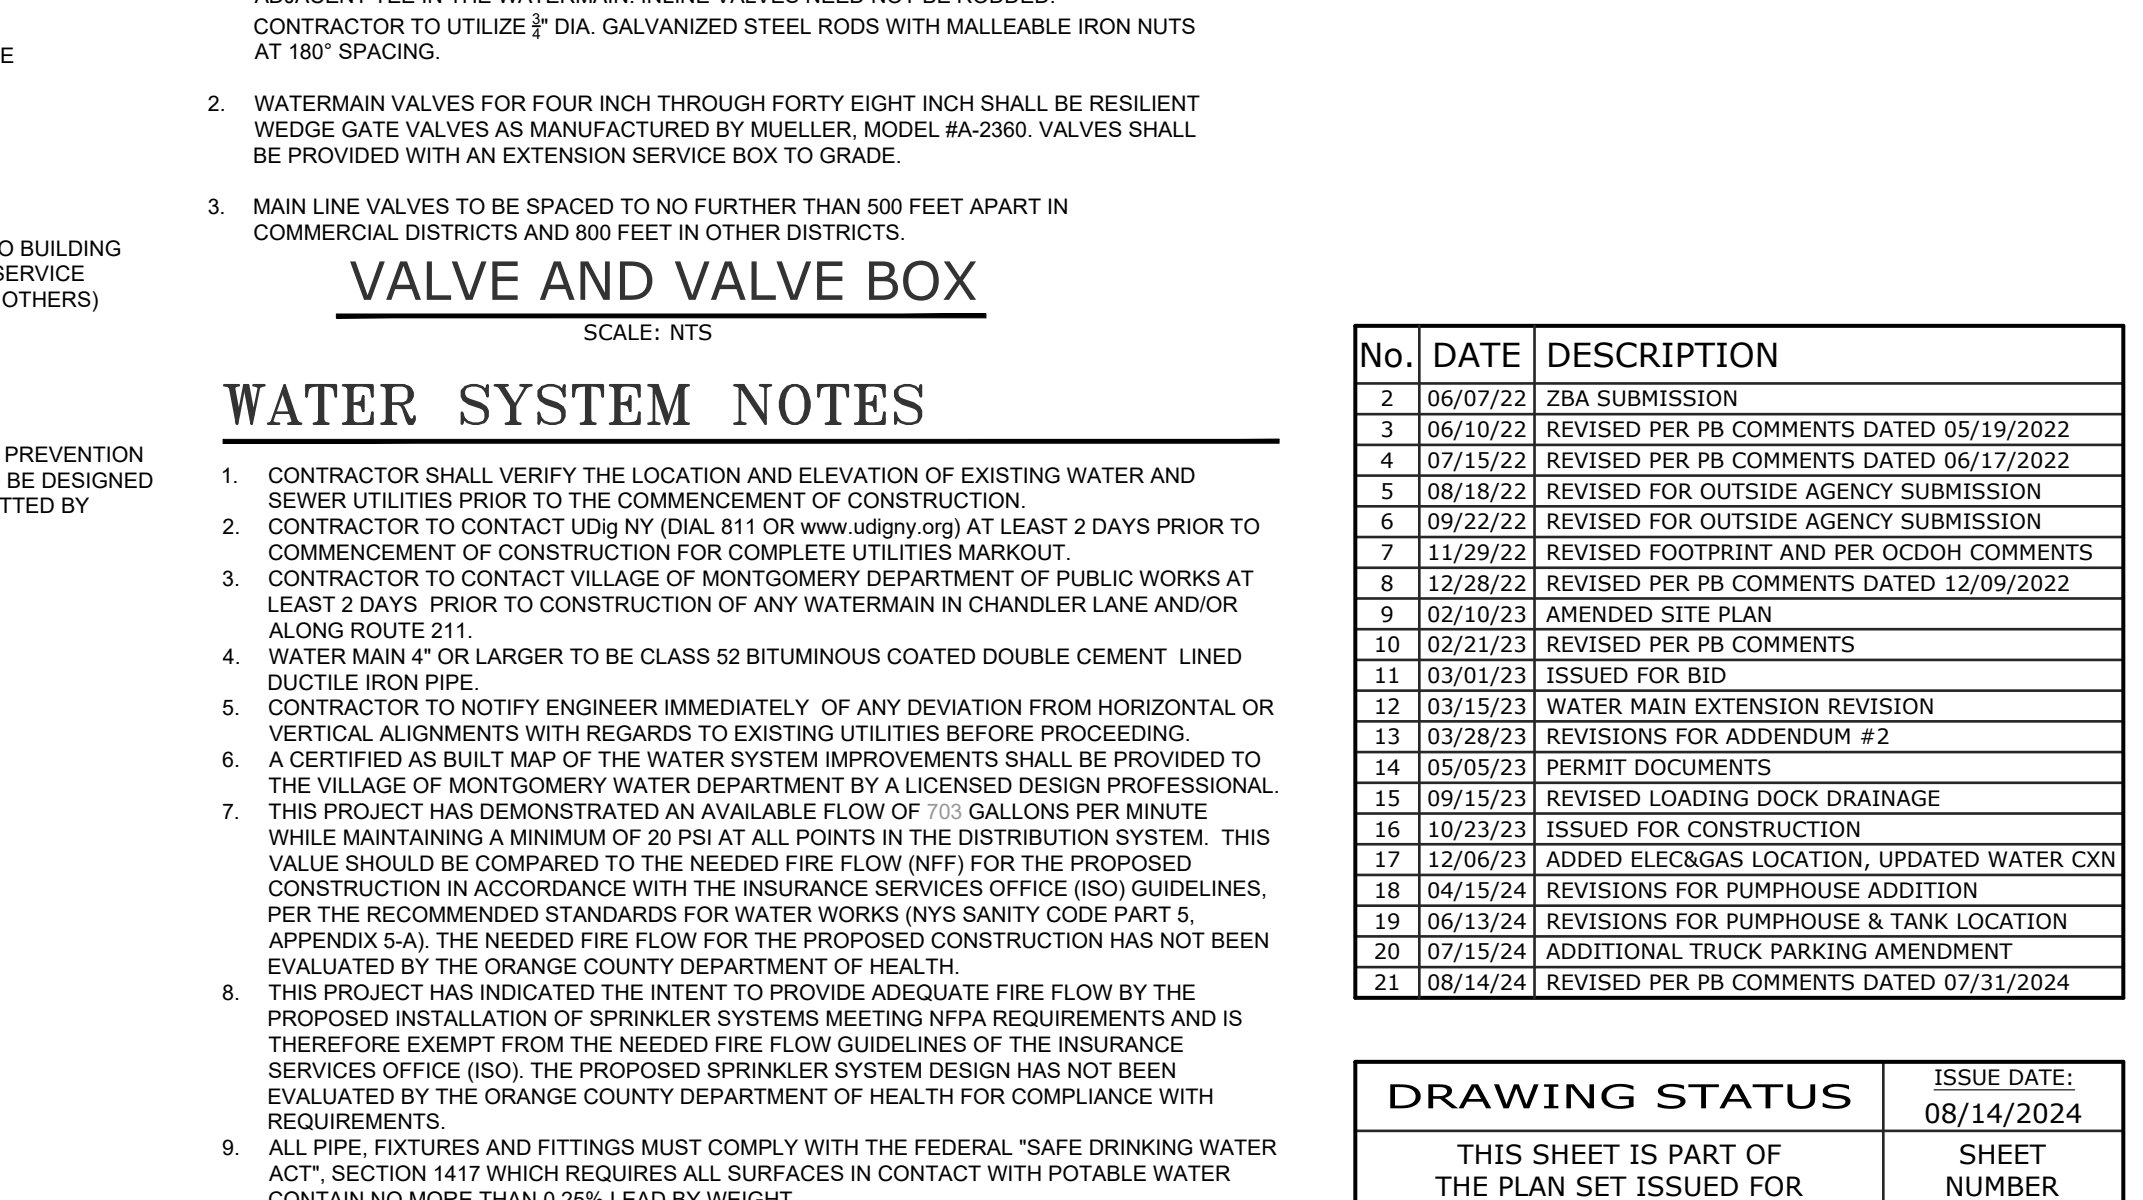 E
O BUILDING
SERVICE
OTHERS)
PREVENTION
BE DESIGNED
TTED BY
ADJACENT TEE IN THE WATERMAIN. INLINE VALVES NEED NOT BE RODDED.
CONTRACTOR TO UTILIZE 3/4" DIA. GALVANIZED STEEL RODS WITH MALLEABLE IRON NUTS
AT 180° SPACING.
2. WATERMAIN VALVES FOR FOUR INCH THROUGH FORTY EIGHT INCH SHALL BE RESILIENT
WEDGE GATE VALVES AS MANUFACTURED BY MUELLER, MODEL #A-2360. VALVES SHALL
BE PROVIDED WITH AN EXTENSION SERVICE BOX TO GRADE.
3. MAIN LINE VALVES TO BE SPACED TO NO FURTHER THAN 500 FEET APART IN
COMMERCIAL DISTRICTS AND 800 FEET IN OTHER DISTRICTS.
VALVE AND VALVE BOX
SCALE: NTS
WATER SYSTEM NOTES
1. CONTRACTOR SHALL VERIFY THE LOCATION AND ELEVATION OF EXISTING WATER AND
SEWER UTILITIES PRIOR TO THE COMMENCEMENT OF CONSTRUCTION.
2. CONTRACTOR TO CONTACT UDig NY (DIAL 811 OR www.udigny.org) AT LEAST 2 DAYS PRIOR TO
COMMENCEMENT OF CONSTRUCTION FOR COMPLETE UTILITIES MARKOUT.
3. CONTRACTOR TO CONTACT VILLAGE OF MONTGOMERY DEPARTMENT OF PUBLIC WORKS AT
LEAST 2 DAYS PRIOR TO CONSTRUCTION OF ANY WATERMAIN IN CHANDLER LANE AND/OR
ALONG ROUTE 211.
4. WATER MAIN 4" OR LARGER TO BE CLASS 52 BITUMINOUS COATED DOUBLE CEMENT LINED
DUCTILE IRON PIPE.
5. CONTRACTOR TO NOTIFY ENGINEER IMMEDIATELY OF ANY DEVIATION FROM HORIZONTAL OR
VERTICAL ALIGNMENTS WITH REGARDS TO EXISTING UTILITIES BEFORE PROCEEDING.
6. A CERTIFIED AS BUILT MAP OF THE WATER SYSTEM IMPROVEMENTS SHALL BE PROVIDED TO
THE VILLAGE OF MONTGOMERY WATER DEPARTMENT BY A LICENSED DESIGN PROFESSIONAL.
7. THIS PROJECT HAS DEMONSTRATED AN AVAILABLE FLOW OF 703 GALLONS PER MINUTE
WHILE MAINTAINING A MINIMUM OF 20 PSI AT ALL POINTS IN THE DISTRIBUTION SYSTEM. THIS
VALUE SHOULD BE COMPARED TO THE NEEDED FIRE FLOW (NFF) FOR THE PROPOSED
CONSTRUCTION IN ACCORDANCE WITH THE INSURANCE SERVICES OFFICE (ISO) GUIDELINES,
PER THE RECOMMENDED STANDARDS FOR WATER WORKS (NYS SANITY CODE PART 5,
APPENDIX 5-A). THE NEEDED FIRE FLOW FOR THE PROPOSED CONSTRUCTION HAS NOT BEEN
EVALUATED BY THE ORANGE COUNTY DEPARTMENT OF HEALTH.
8. THIS PROJECT HAS INDICATED THE INTENT TO PROVIDE ADEQUATE FIRE FLOW BY THE
PROPOSED INSTALLATION OF SPRINKLER SYSTEMS MEETING NFPA REQUIREMENTS AND IS
THEREFORE EXEMPT FROM THE NEEDED FIRE FLOW GUIDELINES OF THE INSURANCE
SERVICES OFFICE (ISO). THE PROPOSED SPRINKLER SYSTEM DESIGN HAS NOT BEEN
EVALUATED BY THE ORANGE COUNTY DEPARTMENT OF HEALTH FOR COMPLIANCE WITH
REQUIREMENTS.
9. ALL PIPE, FIXTURES AND FITTINGS MUST COMPLY WITH THE FEDERAL "SAFE DRINKING WATER
ACT", SECTION 1417 WHICH REQUIRES ALL SURFACES IN CONTACT WITH POTABLE WATER
CONTAIN NO MORE THAN 0.25% LEAD BY WEIGHT.
No. DATE DESCRIPTION
2 06/07/22 ZBA SUBMISSION
3 06/10/22 REVISED PER PB COMMENTS DATED 05/19/2022
4 07/15/22 REVISED PER PB COMMENTS DATED 06/17/2022
5 08/18/22 REVISED FOR OUTSIDE AGENCY SUBMISSION
6 09/22/22 REVISED FOR OUTSIDE AGENCY SUBMISSION
7 11/29/22 REVISED FOOTPRINT AND PER OCDOH COMMENTS
8 12/28/22 REVISED PER PB COMMENTS DATED 12/09/2022
9 02/10/23 AMENDED SITE PLAN
10 02/21/23 REVISED PER PB COMMENTS
11 03/01/23 ISSUED FOR BID
12 03/15/23 WATER MAIN EXTENSION REVISION
13 03/28/23 REVISIONS FOR ADDENDUM #2
14 05/05/23 PERMIT DOCUMENTS
15 09/15/23 REVISED LOADING DOCK DRAINAGE
16 10/23/23 ISSUED FOR CONSTRUCTION
17 12/06/23 ADDED ELEC&GAS LOCATION, UPDATED WATER CXN
18 04/15/24 REVISIONS FOR PUMPHOUSE ADDITION
19 06/13/24 REVISIONS FOR PUMPHOUSE & TANK LOCATION
20 07/15/24 ADDITIONAL TRUCK PARKING AMENDMENT
21 08/14/24 REVISED PER PB COMMENTS DATED 07/31/2024
DRAWING STATUS
ISSUE DATE:
08/14/2024
THIS SHEET IS PART OF
THE PLAN SET ISSUED FOR
SHEET
NUMBER